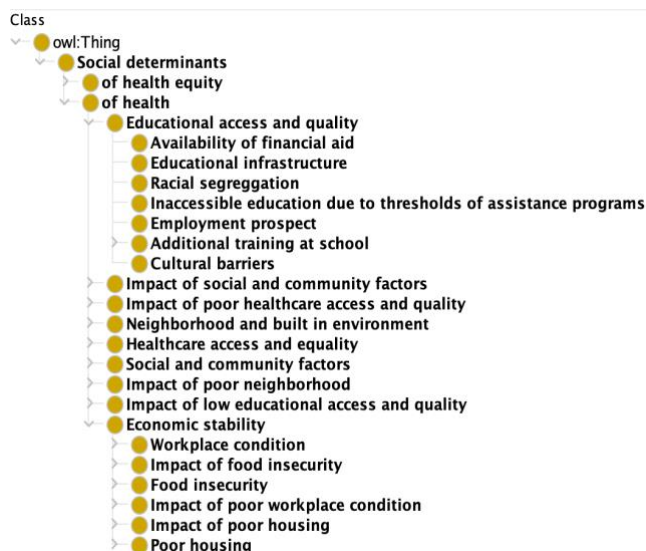 Class
owl:Thing
Social determinants
of health equity
of health
Educational access and quality
Availability of financial aid
Educational infrastructure
Racial segreggation
Inaccessible education due to thresholds of assistance programs
Employment prospect
Additional training at school
Cultural barriers
Impact of social and community factors
Impact of poor healthcare access and quality
Neighborhood and built in environment
Healthcare access and equality
Social and community factors
Impact of poor neighborhood
Impact of low educational access and quality
Economic stability
Workplace condition
Impact of food insecurity
Food insecurity
Impact of poor workplace condition
Impact of poor housing
Poor housing